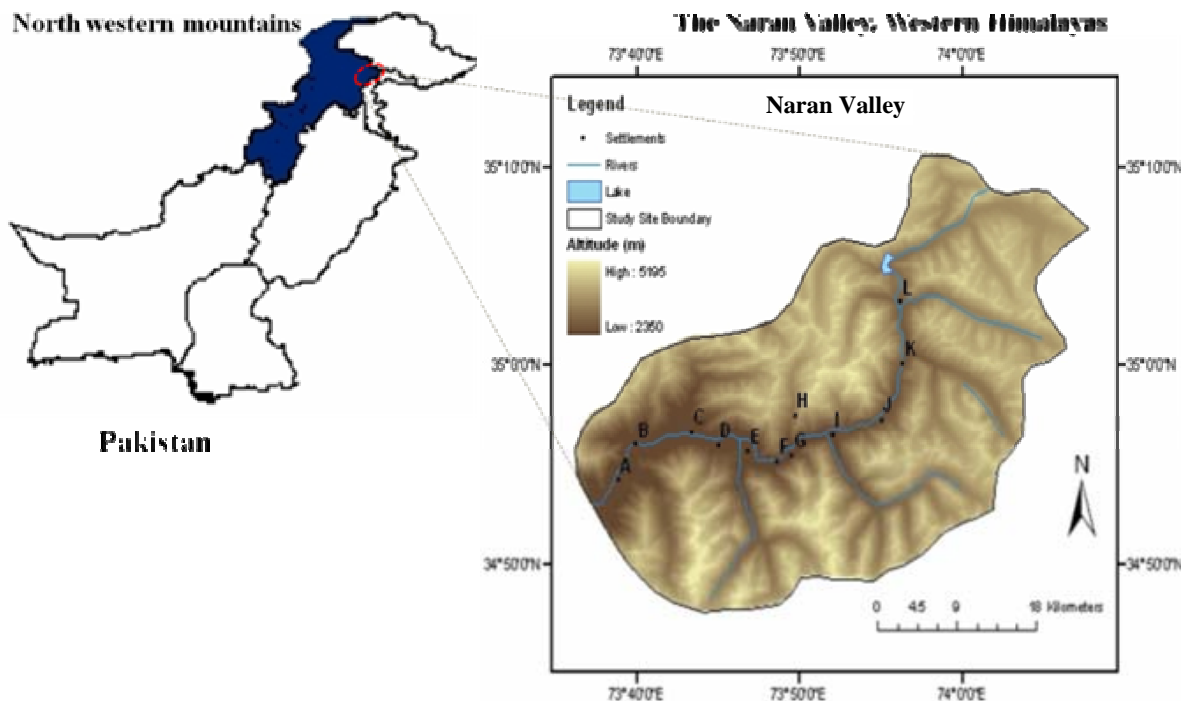 North western mountains
Pakistan
The Naran Valley, Western Himalayas
73°40'0"E 73°50'0"E 74°0'0"E
Legend
Naran Valley
Settlements
Rivers
Lake
Study Site Boundary
Altitude (m)
High : 5195
Low : 2350
35°10'0"N 35°10'0"N
35°0'0"N 35°0'0"N
34°50'0"N 34°50'0"N
L
K
J
I
H
G
F
E
D
C
B
A
N
0 4.5 9 18 Kilometers
73°40'0"E 73°50'0"E 74°0'0"E